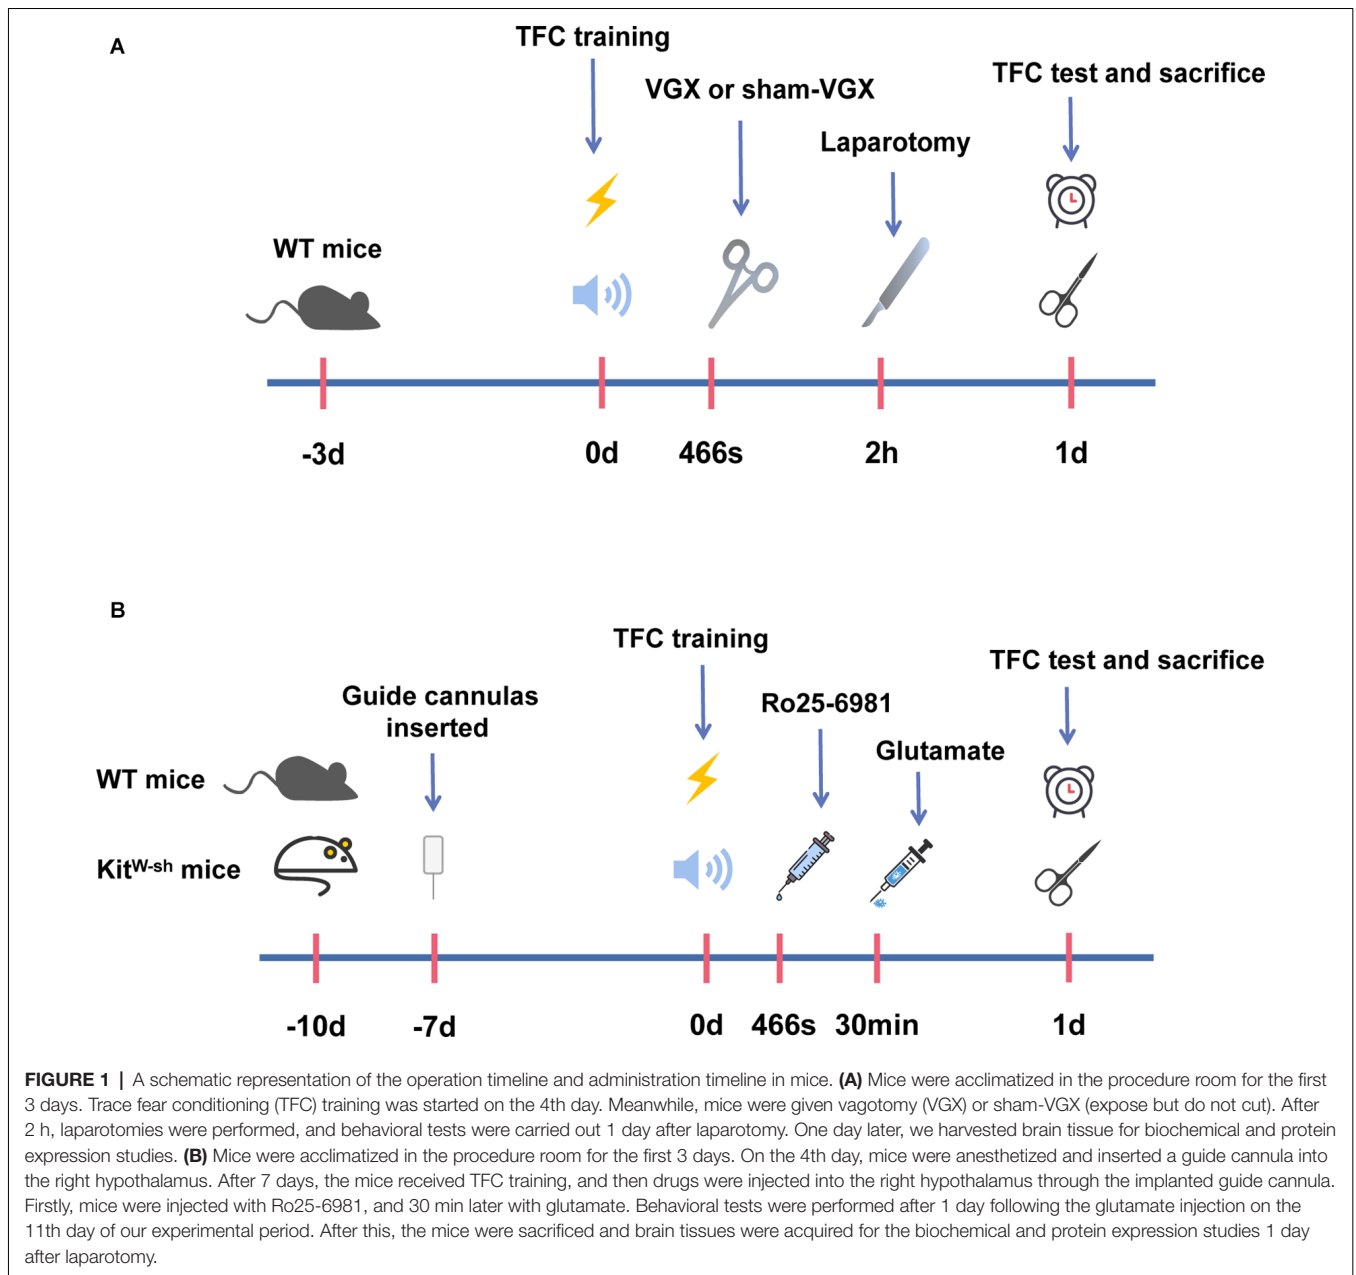 A
TFC training
VGX or sham-VGX
TFC test and sacrifice
Laparotomy
WT mice
-3d
0d
466s
2h
1d
B
TFC training
TFC test and sacrifice
Guide cannulas
inserted
Ro25-6981
Glutamate
WT mice
KitW-sh mice
-10d
-7d
0d
466s
30min
1d
FIGURE 1 | A schematic representation of the operation timeline and administration timeline in mice. (A) Mice were acclimatized in the procedure room for the first
3 days. Trace fear conditioning (TFC) training was started on the 4th day. Meanwhile, mice were given vagotomy (VGX) or sham-VGX (expose but do not cut). After
2 h, laparotomies were performed, and behavioral tests were carried out 1 day after laparotomy. One day later, we harvested brain tissue for biochemical and protein
expression studies. (B) Mice were acclimatized in the procedure room for the first 3 days. On the 4th day, mice were anesthetized and inserted a guide cannula into
the right hypothalamus. After 7 days, the mice received TFC training, and then drugs were injected into the right hypothalamus through the implanted guide cannula.
Firstly, mice were injected with Ro25-6981, and 30 min later with glutamate. Behavioral tests were performed after 1 day following the glutamate injection on the
11th day of our experimental period. After this, the mice were sacrificed and brain tissues were acquired for the biochemical and protein expression studies 1 day
after laparotomy.